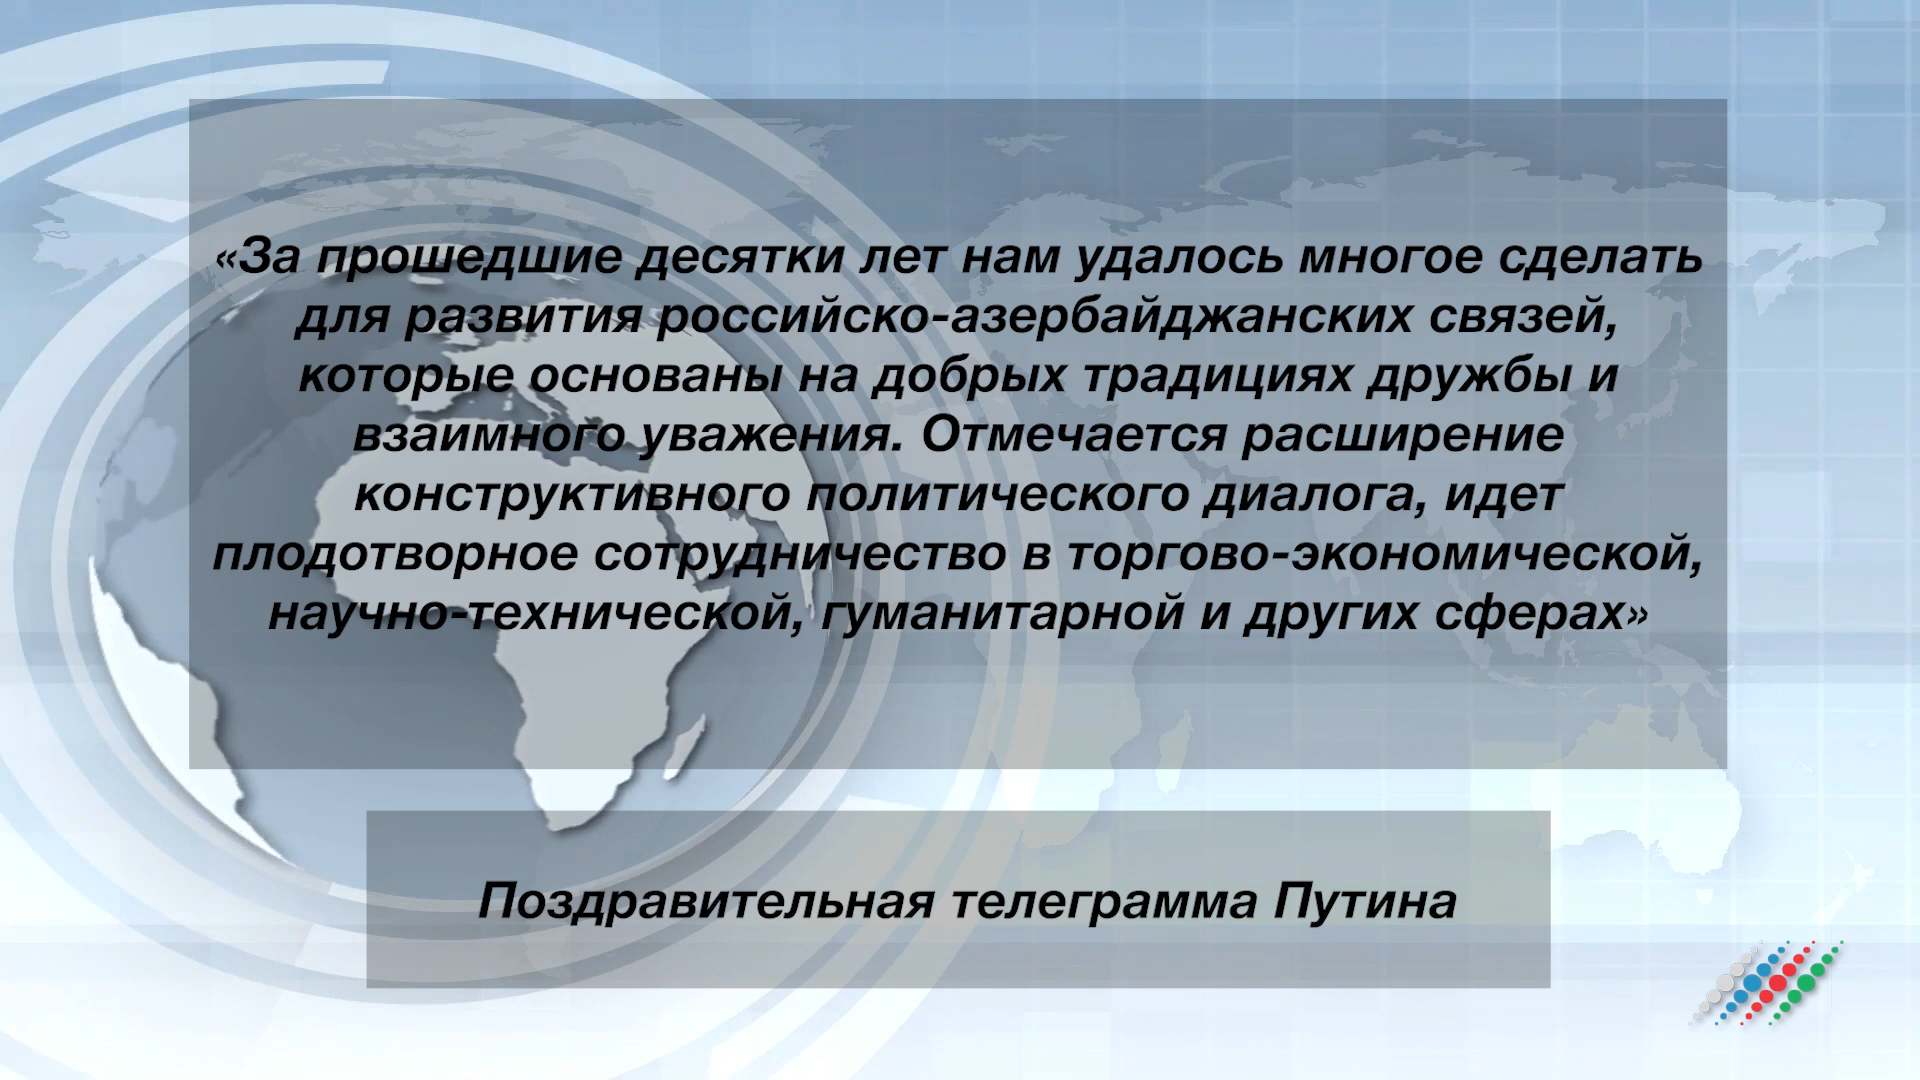 «За прошедшие десятки лет нам удалось многое сделать
для развития российско-азербайджанских связей,
которые основаны на добрых традициях дружбы и
взаимного уважения. Отмечается расширение
конструктивного политического диалога, идет
плодотворное сотрудничество в торгово-экономической,
научно-технической, гуманитарной и других сферах»
Поздравительная телеграмма Путина